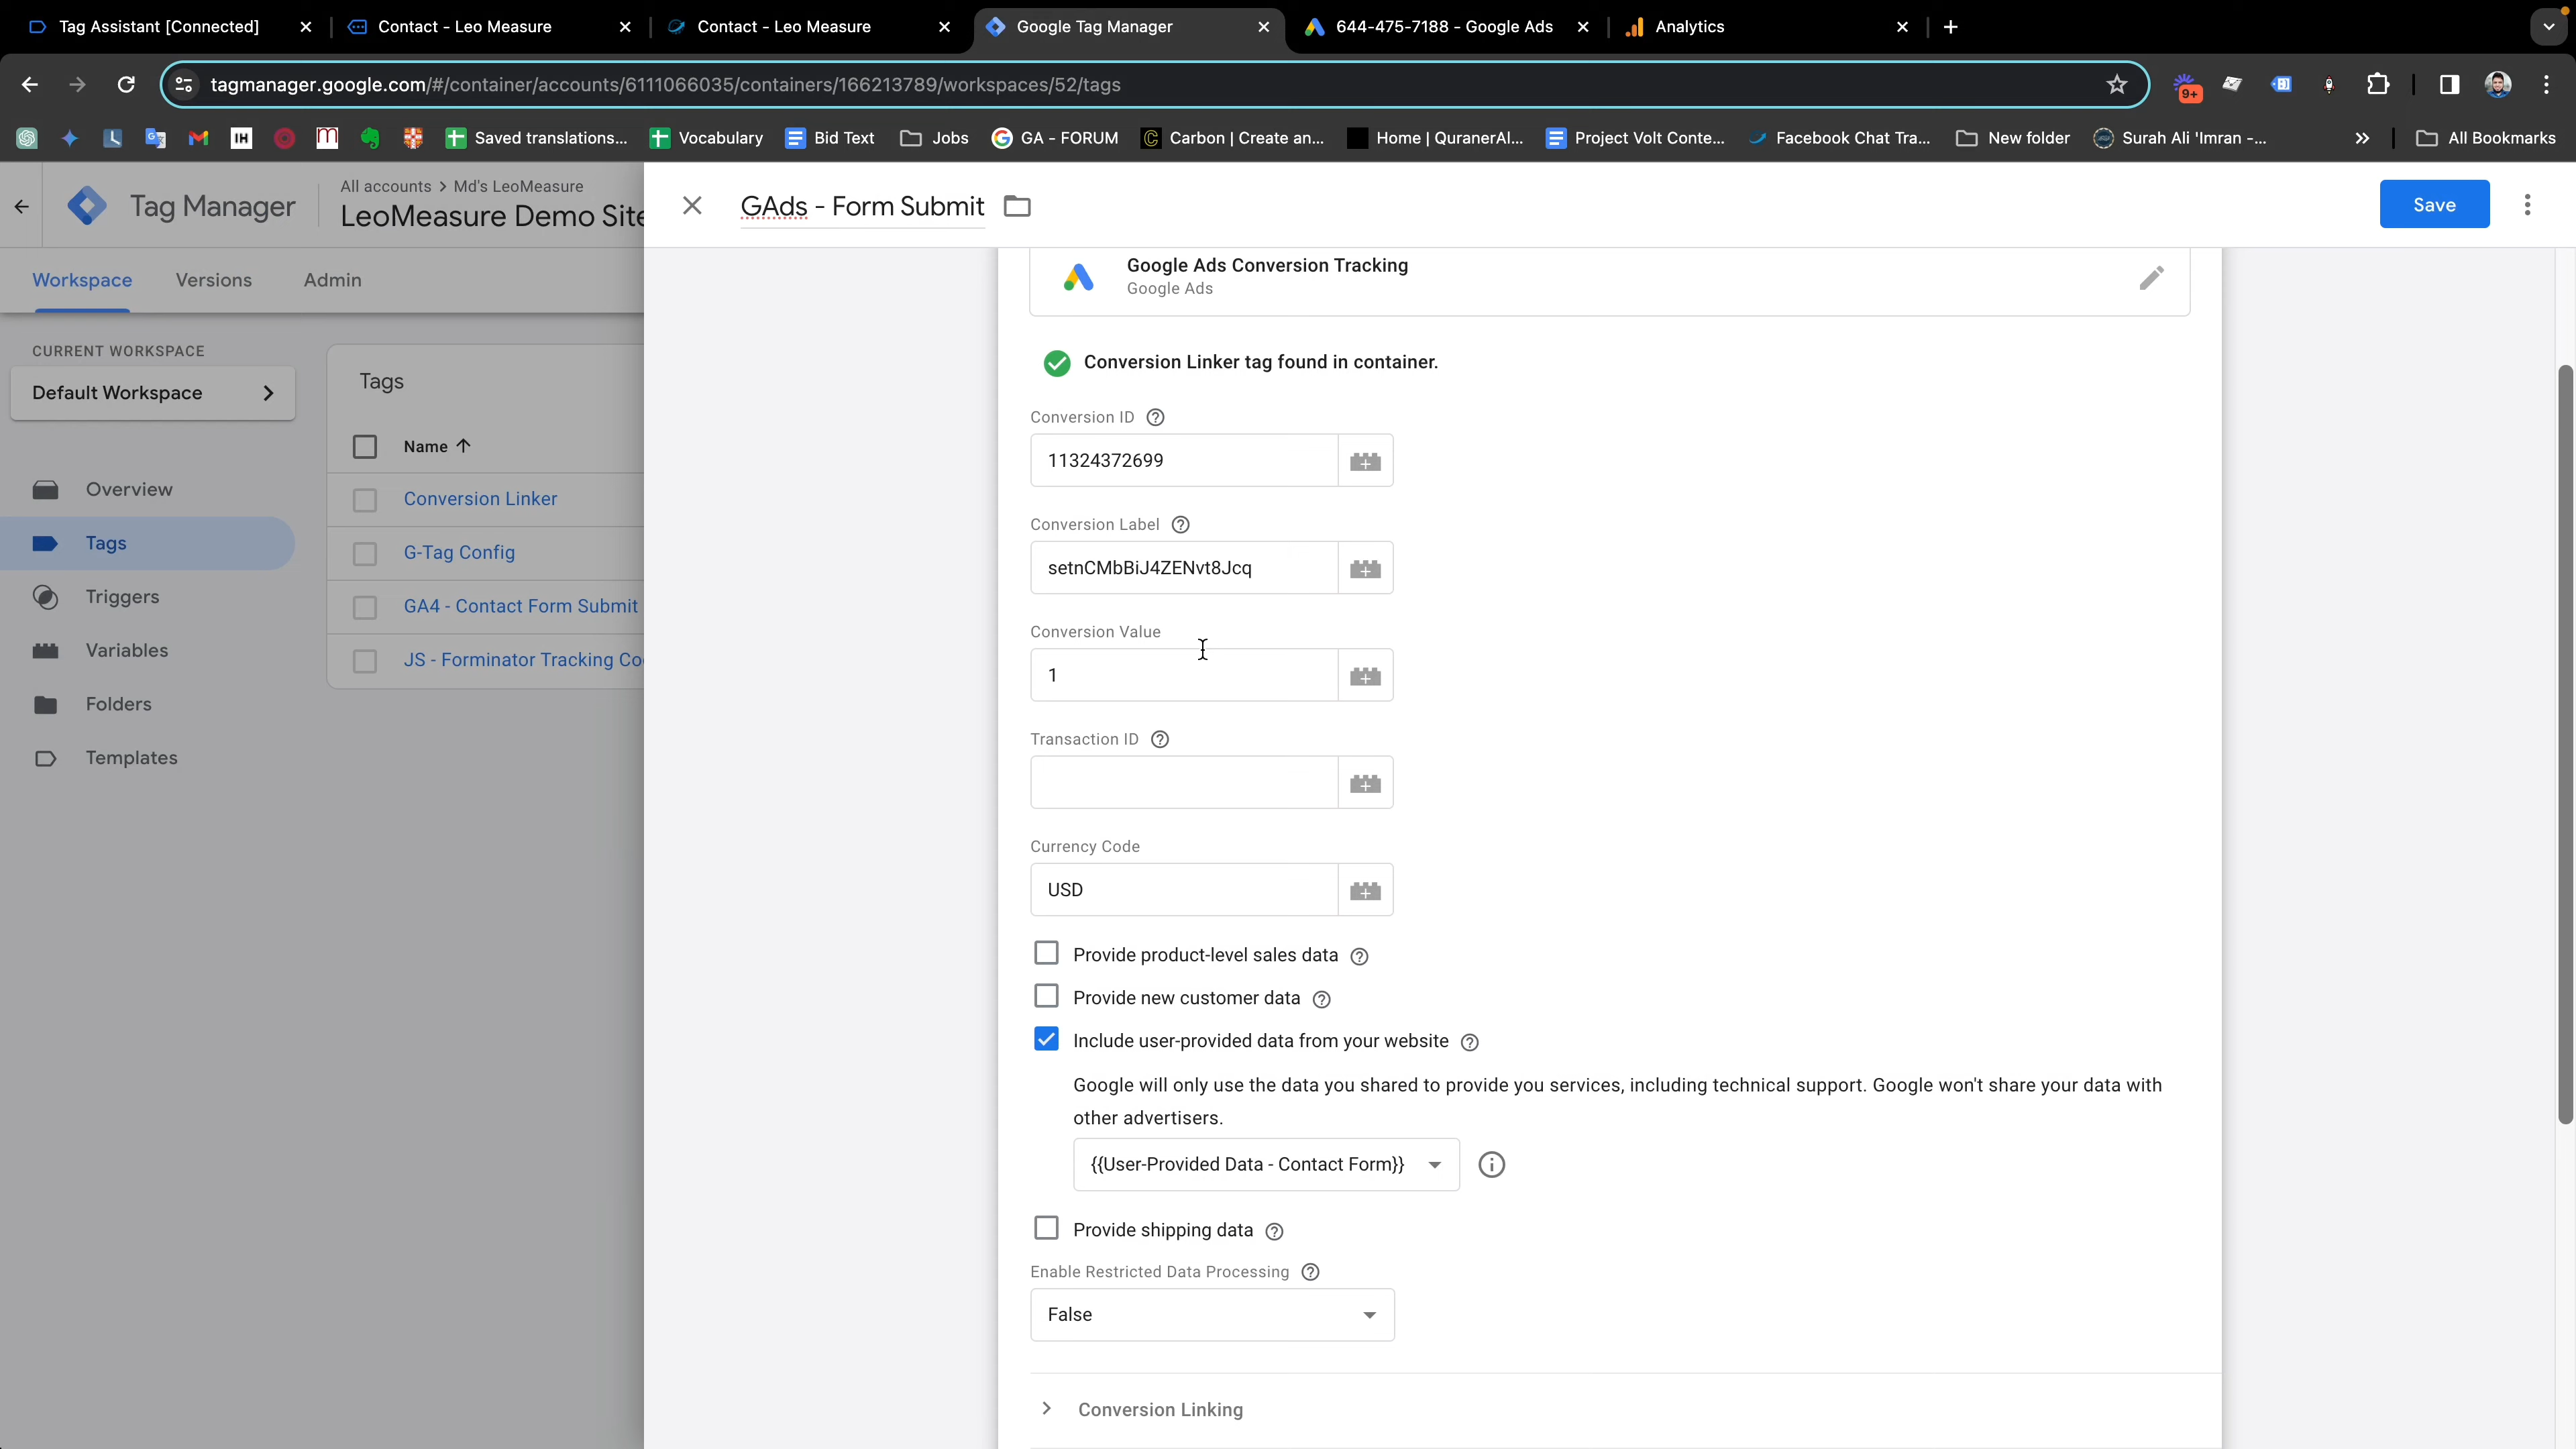 Tag Assistant [Connected]
Contact - Leo Measure
Contact - Leo Measure
Google Tag Manager
644-475-7188 - Google Ads
Analytics
tagmanager.google.com/#/container/accounts/6111066035/containers/166213789/workspaces/52/tags
9+
IH
Saved translations...
Vocabulary
Bid Text
Jobs
GA - FORUM
Carbon | Create an...
Home | QuranerAl...
Project Volt Conte...
Facebook Chat Tra...
New folder
Surah Ali 'Imran -...
All Bookmarks
Tag Manager
All accounts > Md's LeoMeasure
LeoMeasure Demo Site
GAds - Form Submit
Save
Workspace
Versions
Admin
CURRENT WORKSPACE
Default Workspace
Overview
Tags
Triggers
Variables
Folders
Templates
Tags
Name
Conversion Linker
G-Tag Config
GA4 - Contact Form Submit
JS - Forminator Tracking Co
Google Ads Conversion Tracking
Google Ads
Conversion Linker tag found in container.
Conversion ID
11324372699
Conversion Label
setnCMbBiJ4ZENvt8Jcq
Conversion Value
1
Transaction ID
Currency Code
USD
Provide product-level sales data
Provide new customer data
Include user-provided data from your website
Google will only use the data you shared to provide you services, including technical support. Google won't share your data with
other advertisers.
{{User-Provided Data - Contact Form}}
Provide shipping data
Enable Restricted Data Processing
False
Conversion Linking